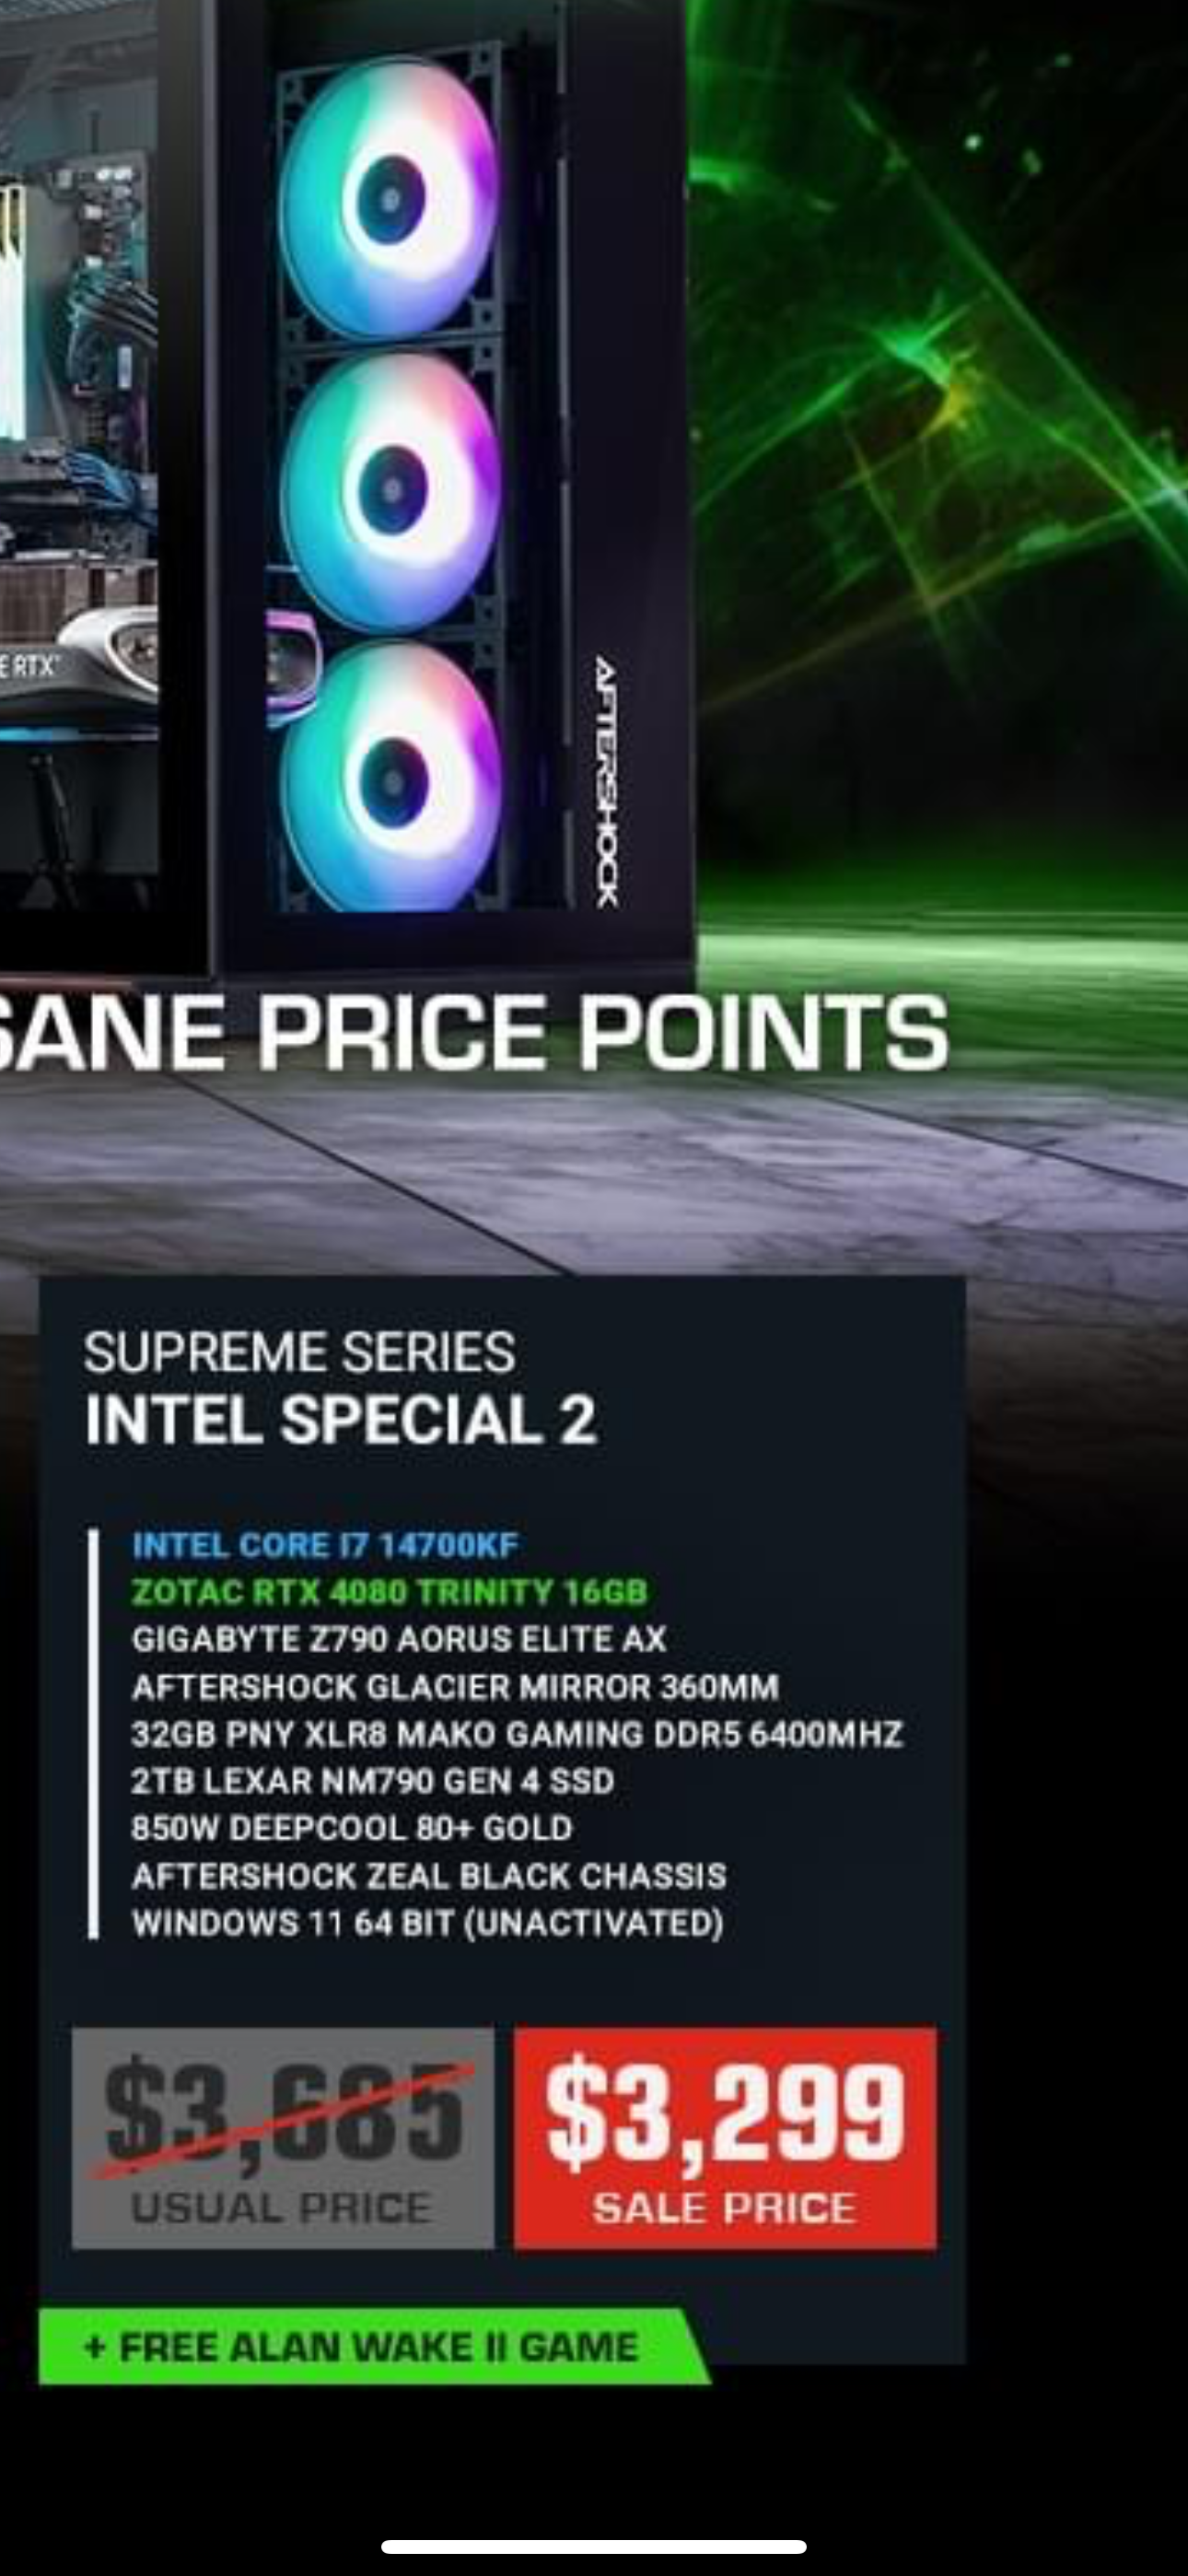 E RTX
AFTERSHOCK
SANE PRICE POINTS
SUPREME SERIES
INTEL SPECIAL 2
INTEL CORE I7 14700KF
ZOTAC RTX 4080 TRINITY 16GB
GIGABYTE Z790 AORUS ELITE AX
AFTERSHOCK GLACIER MIRROR 360MM
32GB PNY XLR8 MAKO GAMING DDR5 6400MHZ
2TB LEXAR NM790 GEN 4 SSD
850W DEEPCOOL 80+ GOLD
AFTERSHOCK ZEAL BLACK CHASSIS
WINDOWS 11 64 BIT (UNACTIVATED)
$3,685
USUAL PRICE
$3,299
SALE PRICE
+ FREE ALAN WAKE II GAME